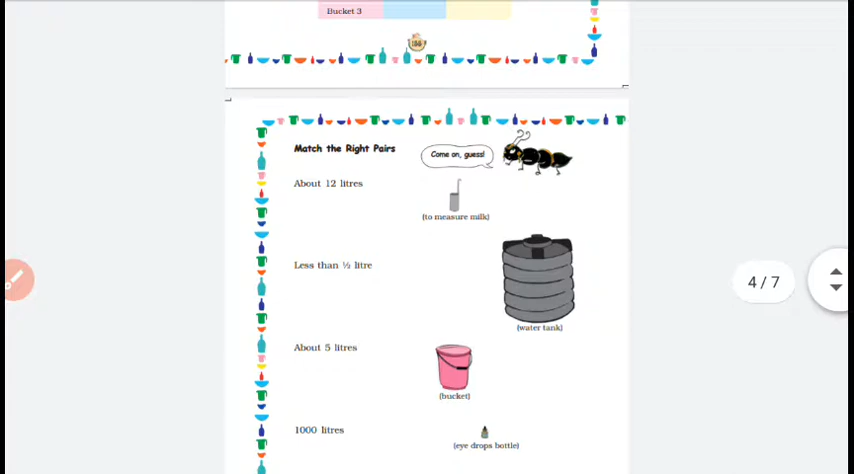 Bucket 3
Match the Right Pairs
Come on, guess!
About 12 litres
(to measure milk)
Less than ½ litre
(water tank)
About 5 litres
(bucket)
1000 litres
(eye drops bottle)
4 / 7